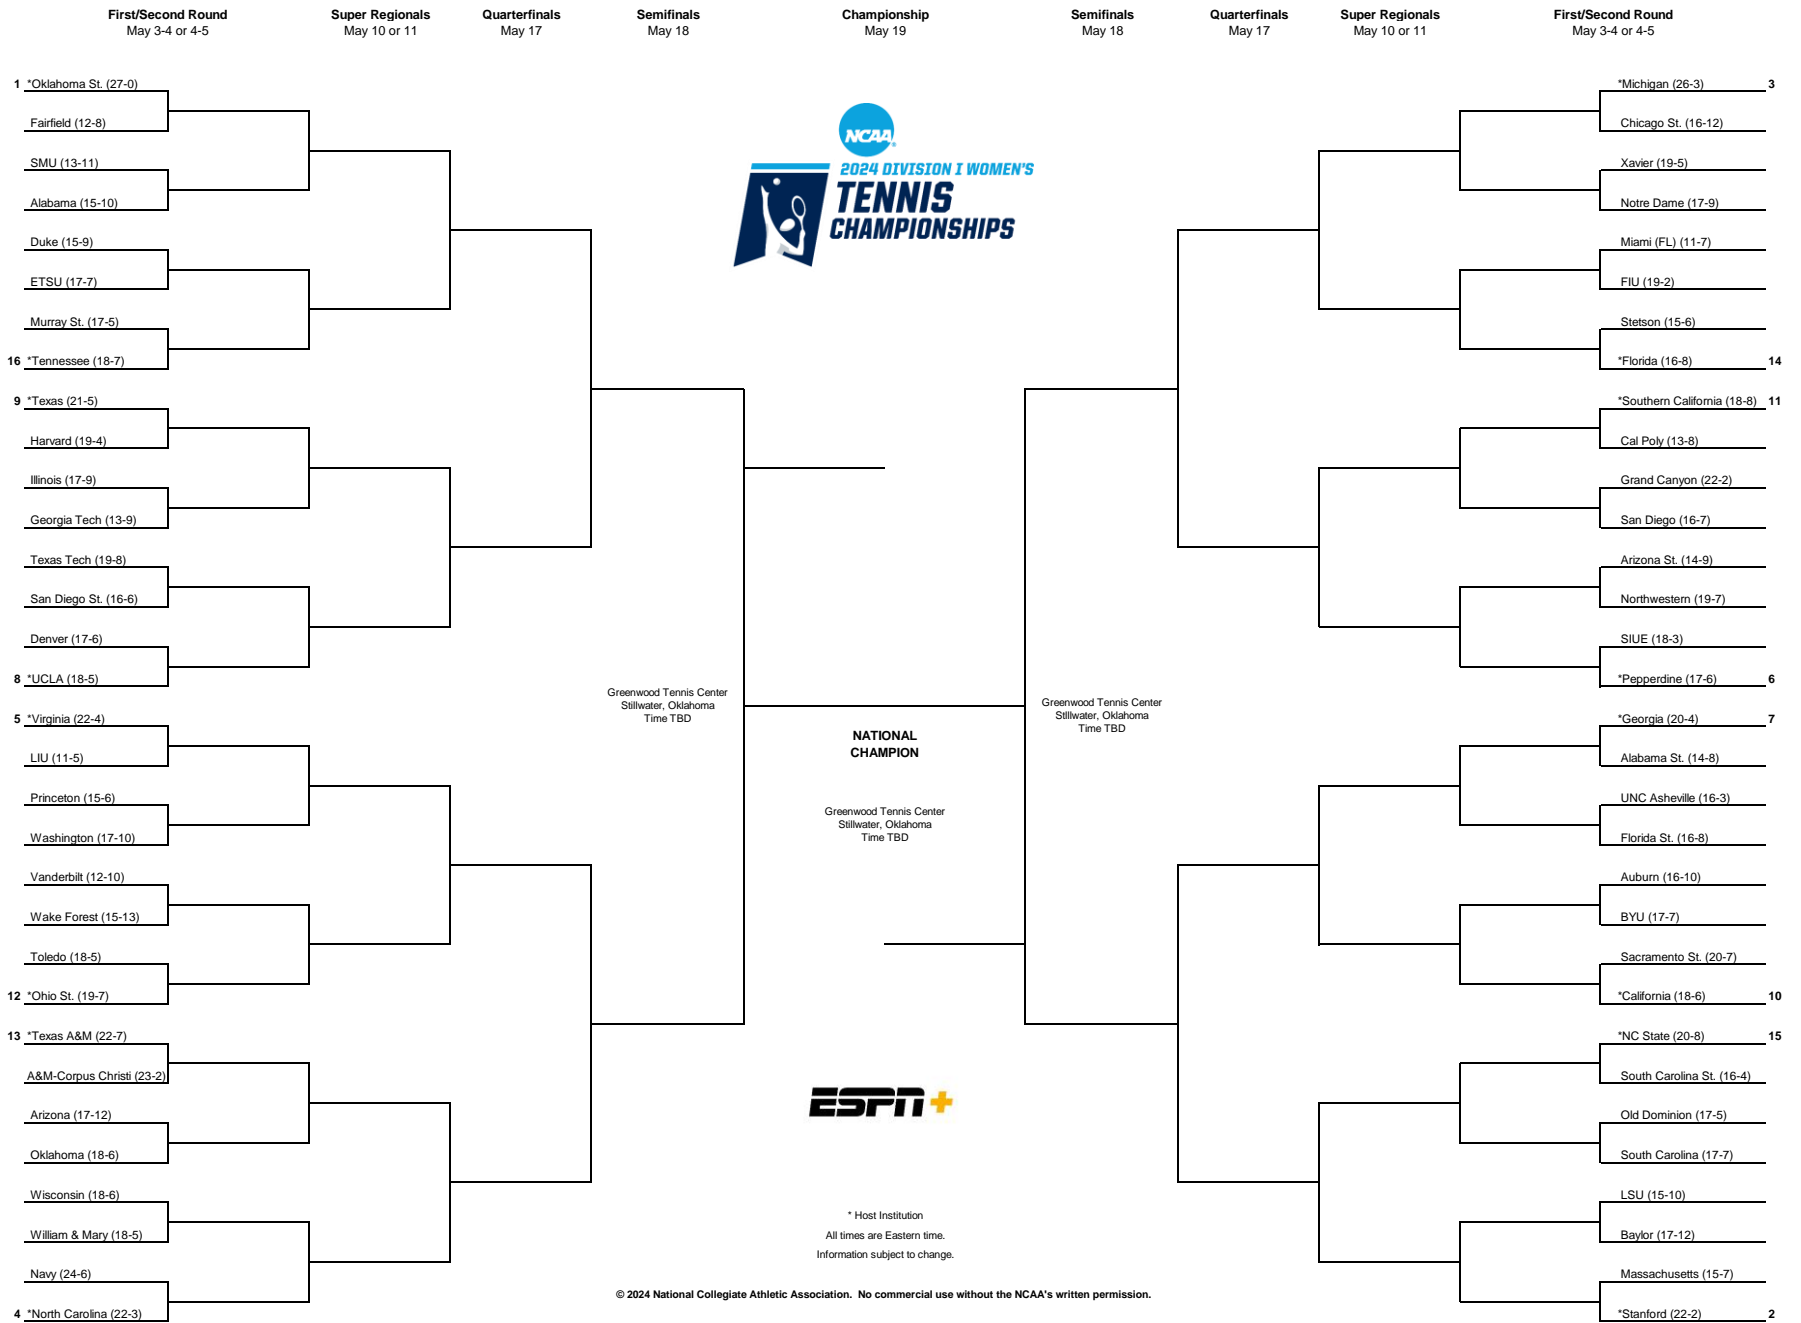 First/Second Round
May 3-4 or 4-5
Super Regionals
May 10 or 11
Quarterfinals
May 17
Semifinals
May 18
Championship
May 19
Semifinals
May 18
Quarterfinals
May 17
Super Regionals
May 10 or 11
First/Second Round
May 3-4 or 4-5
1 *Oklahoma St. (27-0)
Fairfield (12-8)
SMU (13-11)
Alabama (15-10)
Duke (15-9)
ETSU (17-7)
Murray St. (17-5)
16 *Tennessee (18-7)
9 *Texas (21-5)
Harvard (19-4)
Illinois (17-9)
Georgia Tech (13-9)
Texas Tech (19-8)
San Diego St. (16-6)
Denver (17-6)
8 *UCLA (18-5)
5 *Virginia (22-4)
LIU (11-5)
Princeton (15-6)
Washington (17-10)
Vanderbilt (12-10)
Wake Forest (15-13)
Toledo (18-5)
12 *Ohio St. (19-7)
13 *Texas A&M (22-7)
A&M-Corpus Christi (23-2)
Arizona (17-12)
Oklahoma (18-6)
Wisconsin (18-6)
William & Mary (18-5)
Navy (24-6)
4 *North Carolina (22-3)
Greenwood Tennis Center
Stillwater, Oklahoma
Time TBD
NCAA®
2024 DIVISION I WOMEN'S
TENNIS
CHAMPIONSHIPS
NATIONAL
CHAMPION
Greenwood Tennis Center
Stillwater, Oklahoma
Time TBD
ESPN+
* Host Institution
All times are Eastern time.
Information subject to change.
© 2024 National Collegiate Athletic Association. No commercial use without the NCAA's written permission.
Greenwood Tennis Center
Stlllwater, Oklahoma
Time TBD
*Michigan (26-3) 3
Chicago St. (16-12)
Xavier (19-5)
Notre Dame (17-9)
Miami (FL) (11-7)
FIU (19-2)
Stetson (15-6)
*Florida (16-8) 14
*Southern California (18-8) 11
Cal Poly (13-8)
Grand Canyon (22-2)
San Diego (16-7)
Arizona St. (14-9)
Northwestern (19-7)
SIUE (18-3)
*Pepperdine (17-6) 6
*Georgia (20-4) 7
Alabama St. (14-8)
UNC Asheville (16-3)
Florida St. (16-8)
Auburn (16-10)
BYU (17-7)
Sacramento St. (20-7)
*California (18-6) 10
*NC State (20-8) 15
South Carolina St. (16-4)
Old Dominion (17-5)
South Carolina (17-7)
LSU (15-10)
Baylor (17-12)
Massachusetts (15-7)
*Stanford (22-2) 2